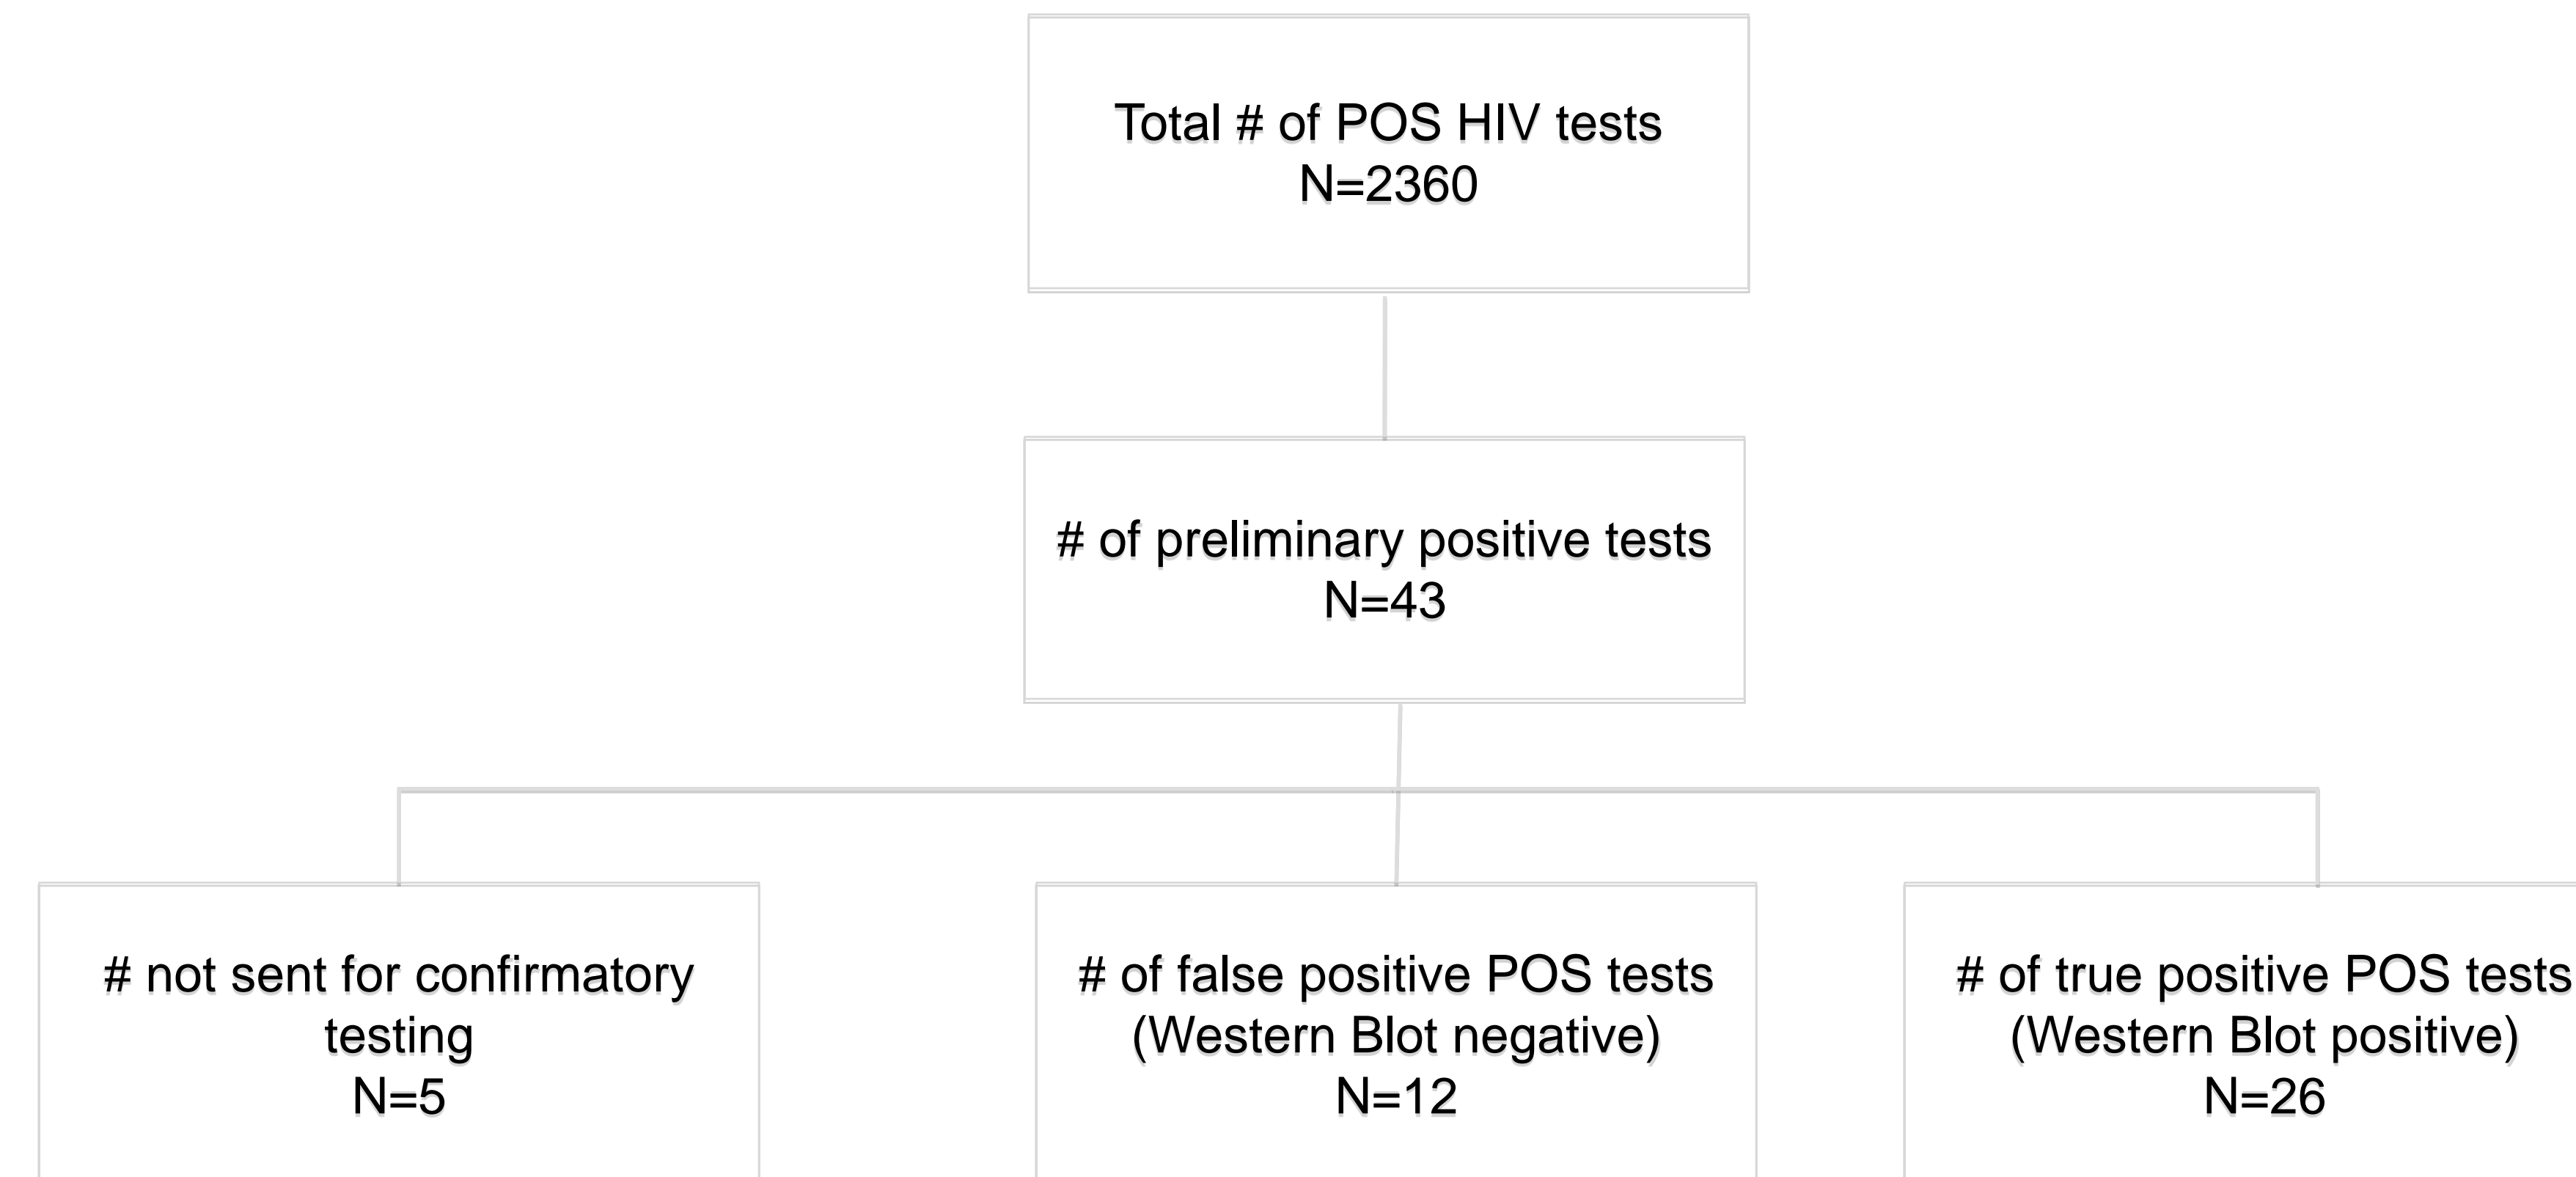 Total # of POS HIV tests
N=2360
# of preliminary positive tests
N=43
# not sent for confirmatory
testing
N=5
# of false positive POS tests
(Western Blot negative)
N=12
# of true positive POS tests
(Western Blot positive)
N=26